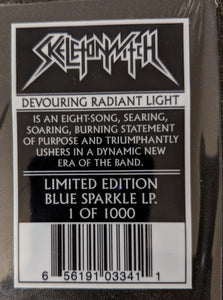 SKELETONWITCH
DEVOURING RADIANT LIGHT
IS AN EIGHT-SONG, SEARING,
SOARING, BURNING STATEMENT
OF PURPOSE AND TRIUMPHANTLY
USHERS IN A DYNAMIC NEW
ERA OF THE BAND.
LIMITED EDITION
BLUE SPARKLE LP.
1 OF 1000
6 56191 03341 1